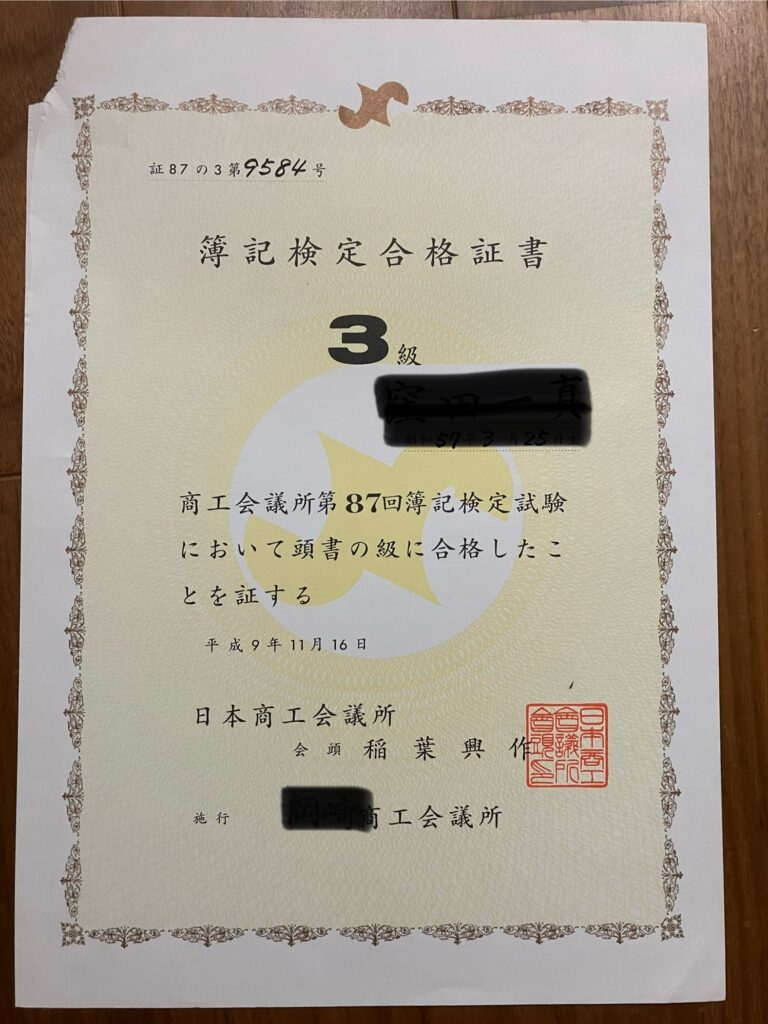 証87の3第9584号
簿記検定合格証書
3級
商工会議所第87回簿記検定試験
において頭書の級に合格したこ
とを証する
平成9年11月16日
日本商工会議所
会頭 稲葉興作
施行 商工会議所